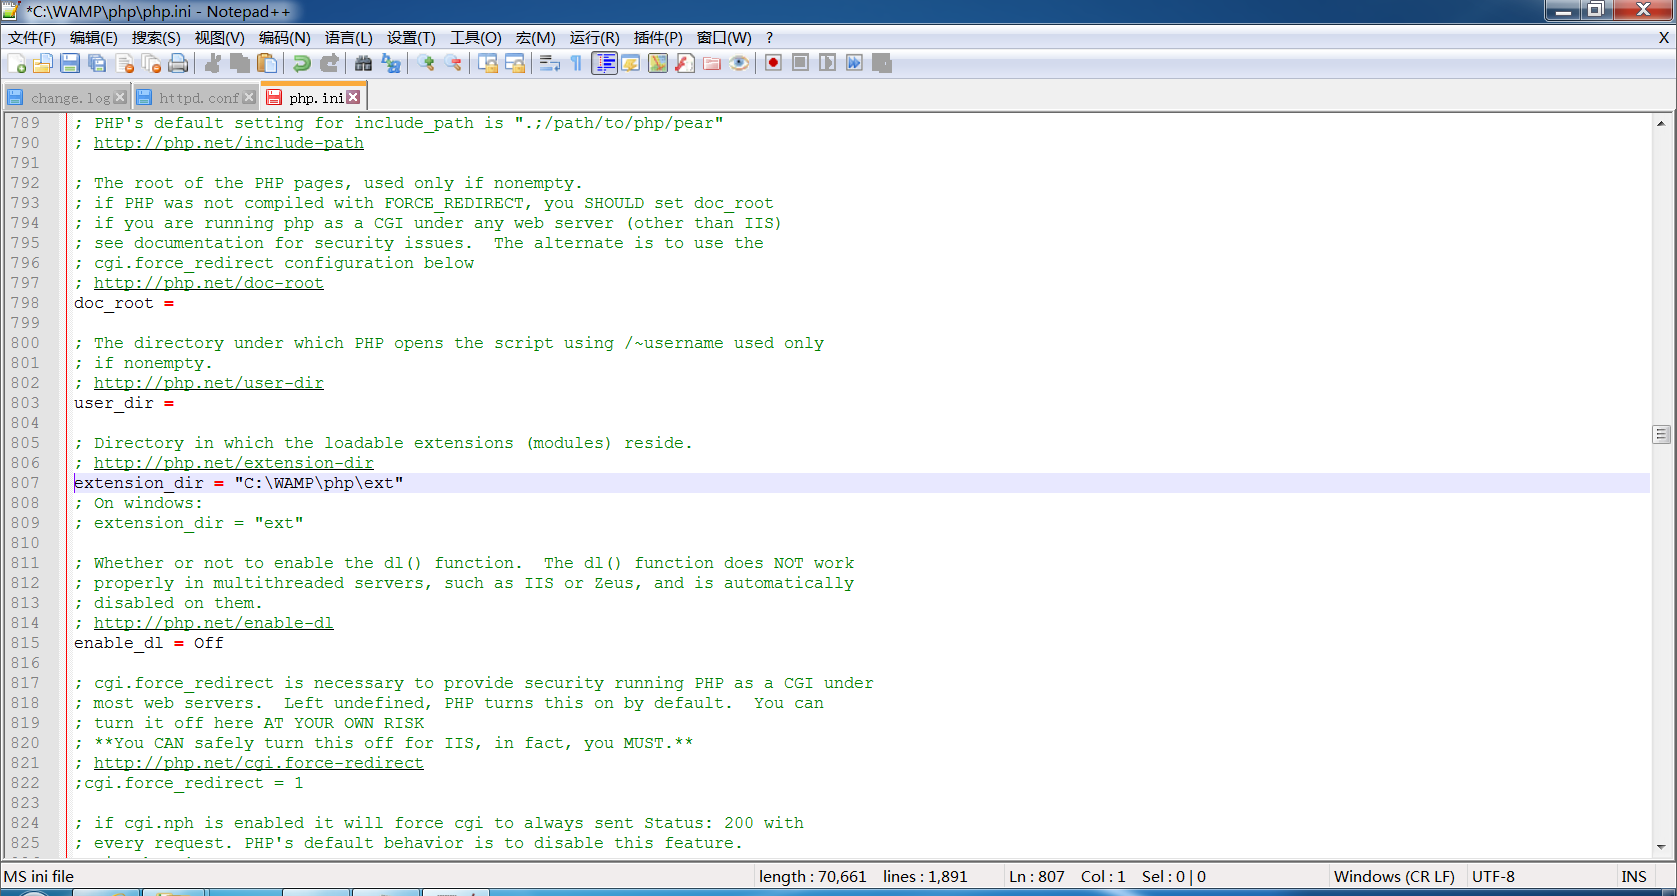 *C:\WAMP\php\php.ini - Notepad++
文件(F) 编辑(E) 搜索(S) 视图(V) 编码(N) 语言(L) 设置(T) 工具(O) 宏(M) 运行(R) 插件(P) 窗口(W) ? X
change.log httpd.conf php.ini
789 ; PHP's default setting for include_path is ".;/path/to/php/pear"
790 ; http://php.net/include-path
791
792 ; The root of the PHP pages, used only if nonempty.
793 ; if PHP was not compiled with FORCE_REDIRECT, you SHOULD set doc_root
794 ; if you are running php as a CGI under any web server (other than IIS)
795 ; see documentation for security issues.  The alternate is to use the
796 ; cgi.force_redirect configuration below
797 ; http://php.net/doc-root
798 doc_root =
799
800 ; The directory under which PHP opens the script using /~username used only
801 ; if nonempty.
802 ; http://php.net/user-dir
803 user_dir =
804
805 ; Directory in which the loadable extensions (modules) reside.
806 ; http://php.net/extension-dir
807 extension_dir = "C:\WAMP\php\ext"
808 ; On windows:
809 ; extension_dir = "ext"
810
811 ; Whether or not to enable the dl() function.  The dl() function does NOT work
812 ; properly in multithreaded servers, such as IIS or Zeus, and is automatically
813 ; disabled on them.
814 ; http://php.net/enable-dl
815 enable_dl = Off
816
817 ; cgi.force_redirect is necessary to provide security running PHP as a CGI under
818 ; most web servers.  Left undefined, PHP turns this on by default.  You can
819 ; turn it off here AT YOUR OWN RISK
820 ; **You CAN safely turn this off for IIS, in fact, you MUST.**
821 ; http://php.net/cgi.force-redirect
822 ;cgi.force_redirect = 1
823
824 ; if cgi.nph is enabled it will force cgi to always sent Status: 200 with
825 ; every request. PHP's default behavior is to disable this feature.
MS ini file length : 70,661 lines : 1,891 Ln : 807 Col : 1 Sel : 0 | 0 Windows (CR LF) UTF-8 INS